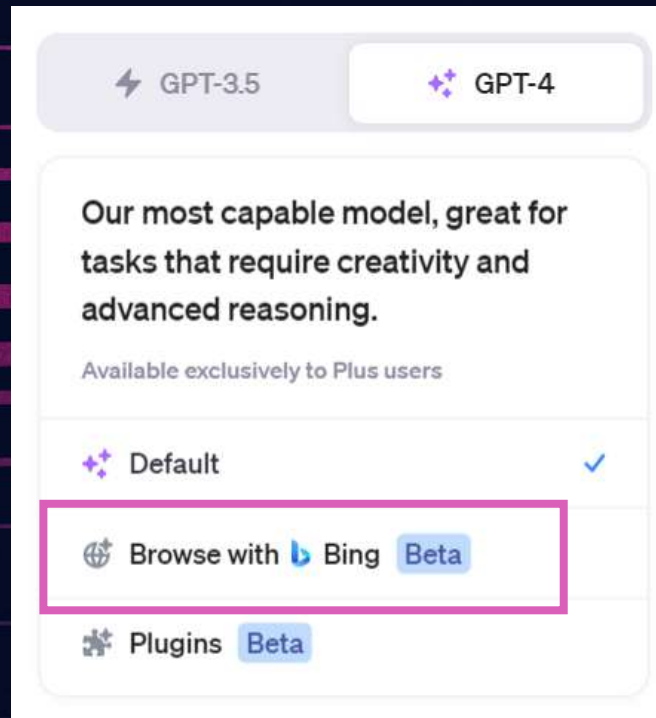 GPT-3.5 GPT-4
Our most capable model, great for
tasks that require creativity and
advanced reasoning.
Available exclusively to Plus users
Default
Browse with Bing Beta
Plugins Beta